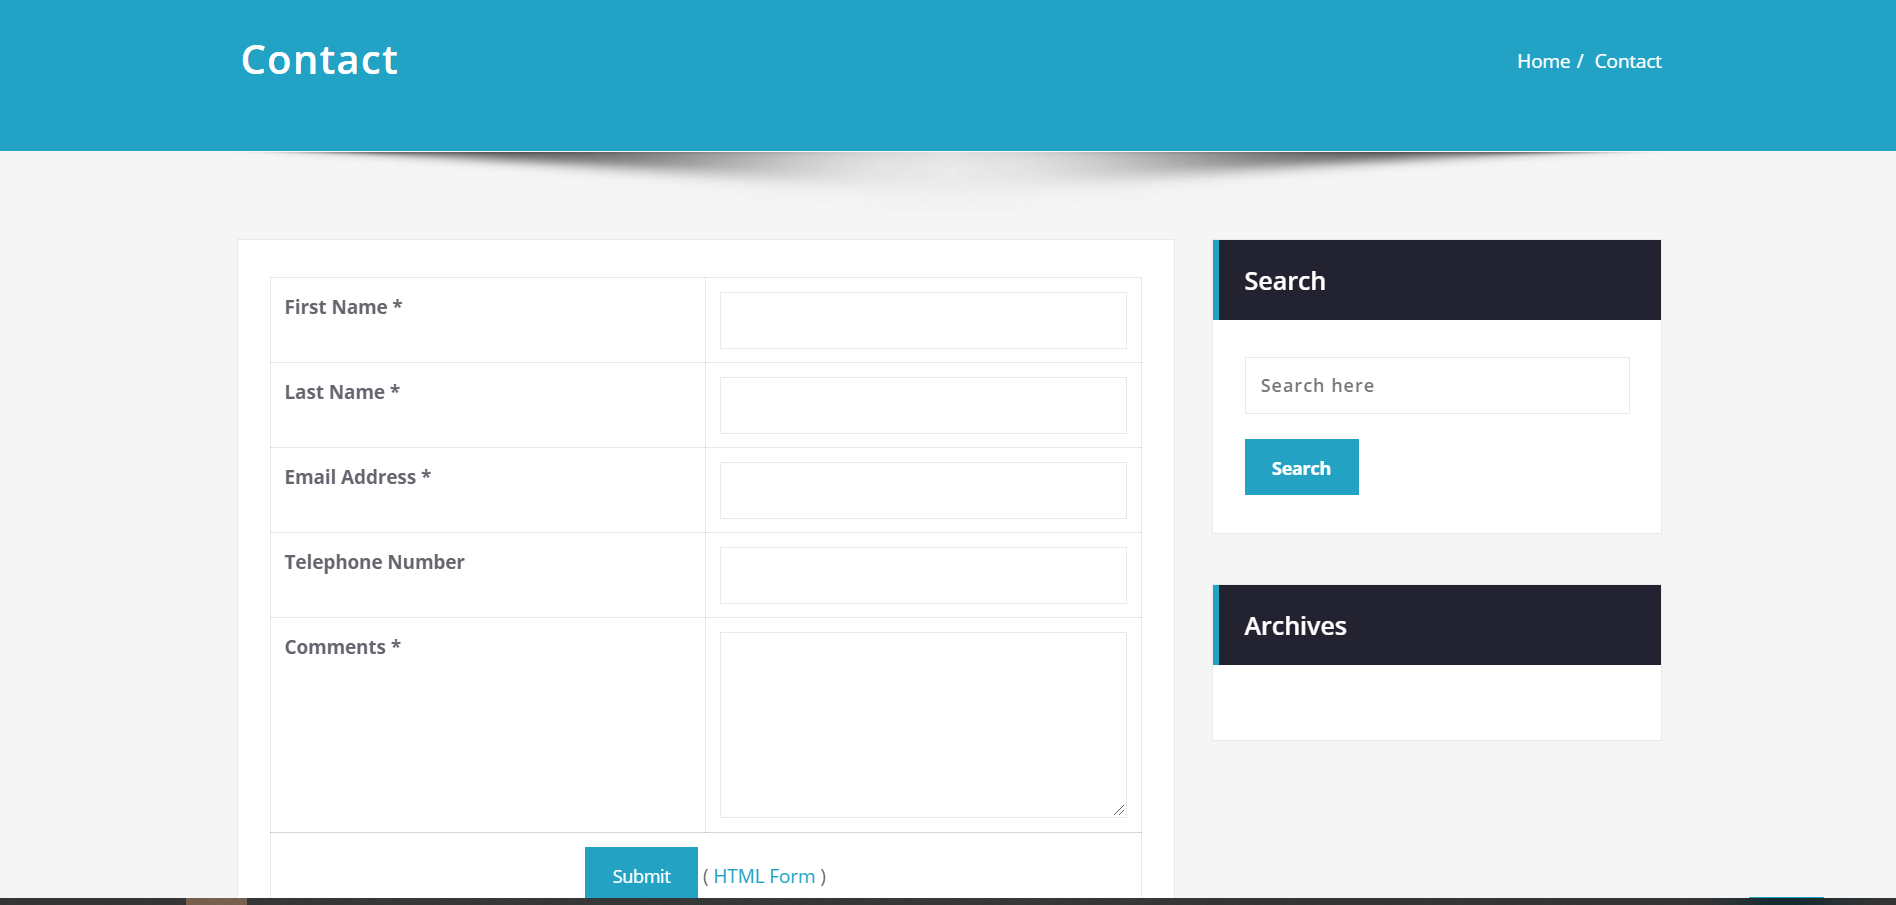 Contact
Home / Contact
First Name *
Last Name *
Email Address *
Telephone Number
Comments *
Submit ( HTML Form )
Search
Search here
Search
Archives